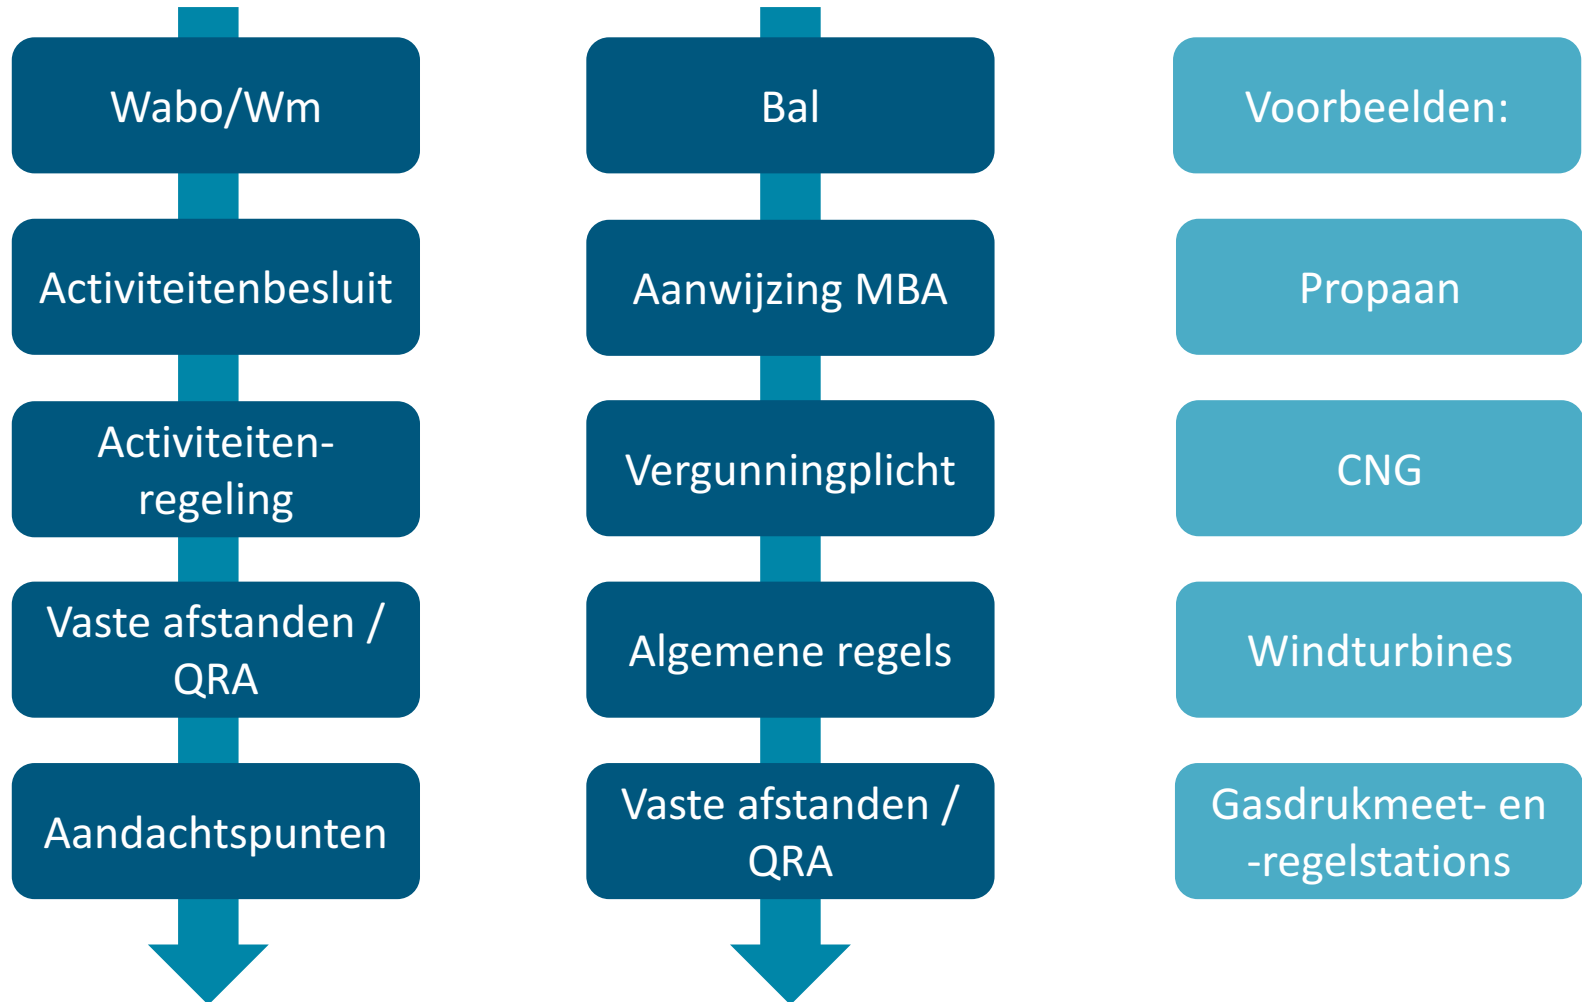 Wabo/Wm
Activiteitenbesluit
Activiteiten-
regeling
Vaste afstanden /
QRA
Aandachtspunten
Bal
Aanwijzing MBA
Vergunningplicht
Algemene regels
Vaste afstanden /
QRA
Voorbeelden:
Propaan
CNG
Windturbines
Gasdrukmeet- en
-regelstations